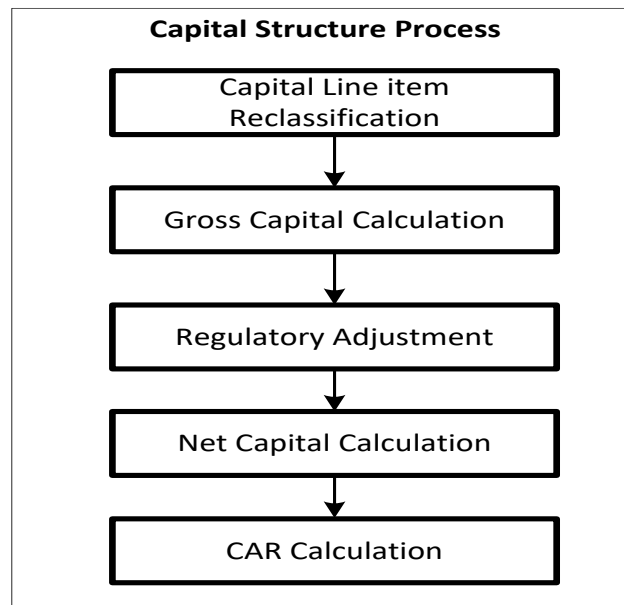 Capital Structure Process
Capital Line item
Reclassification
Gross Capital Calculation
Regulatory Adjustment
Net Capital Calculation
CAR Calculation